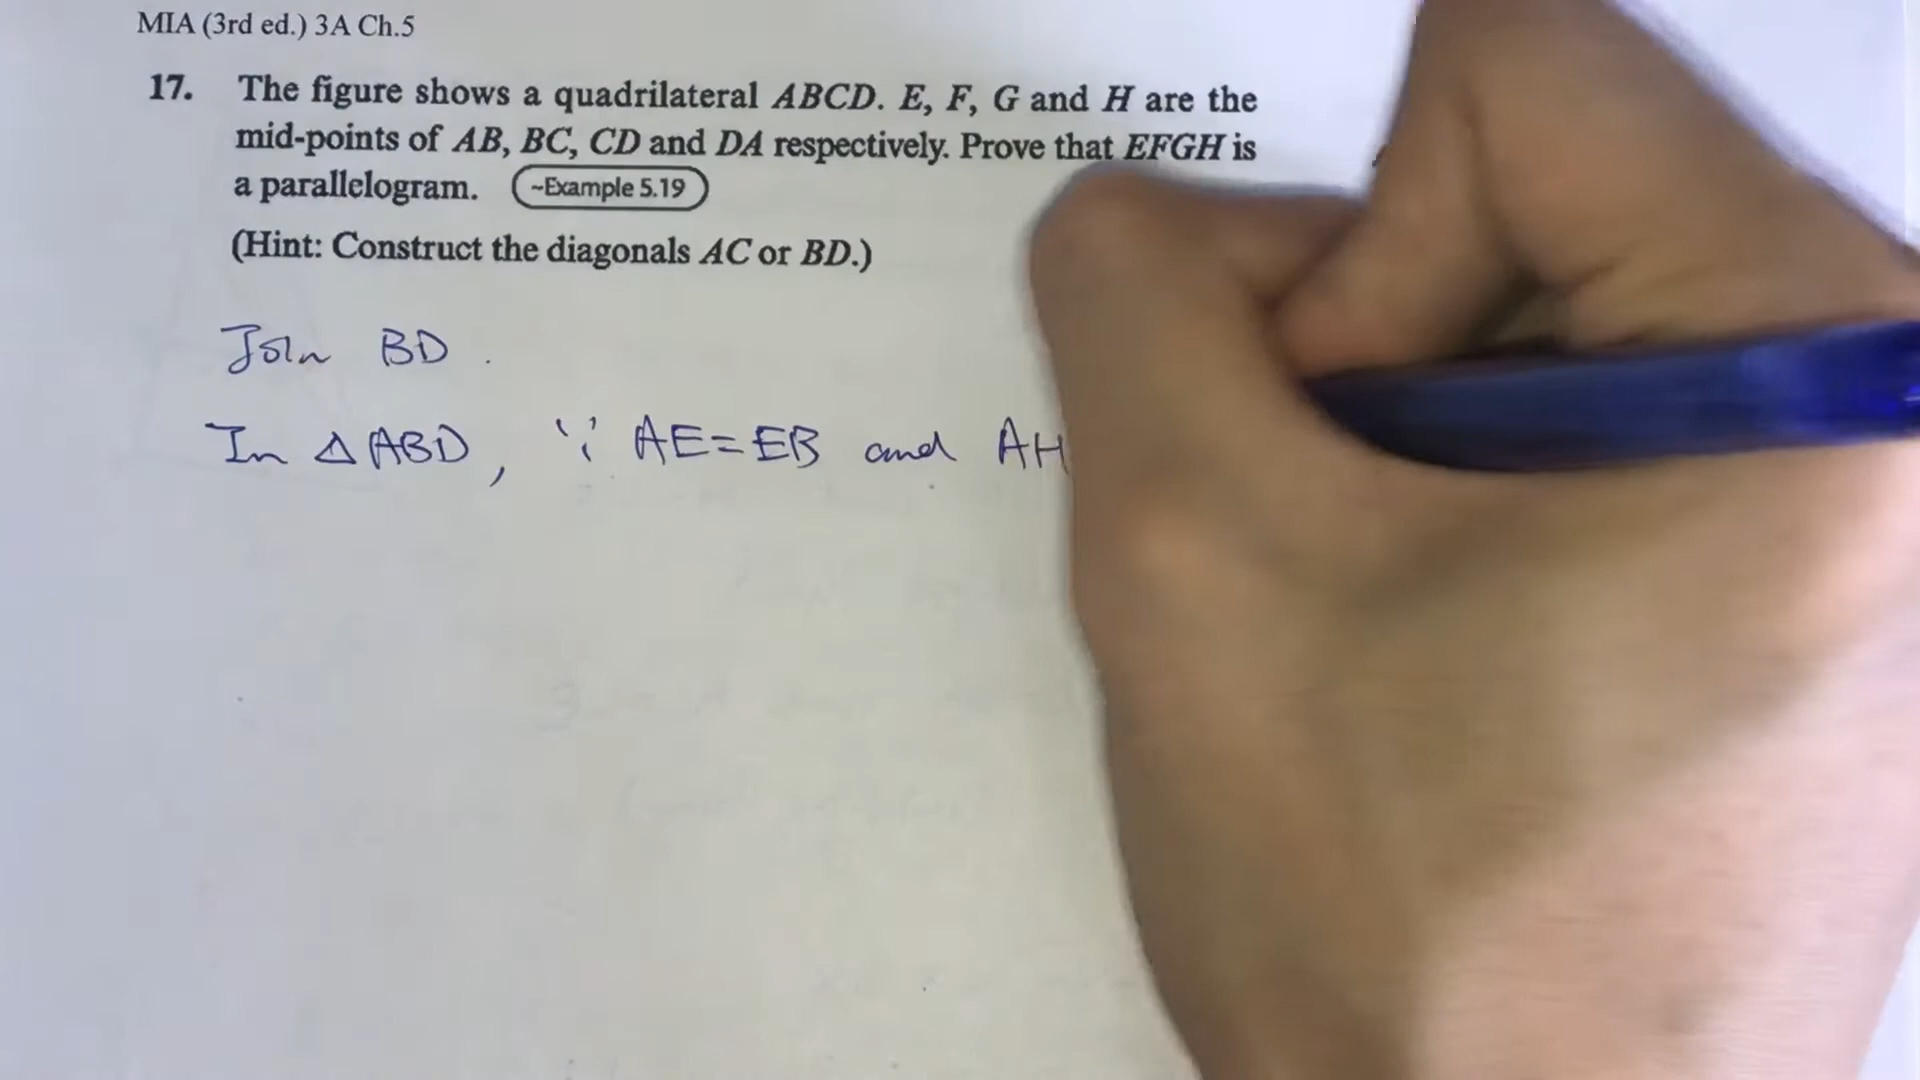 MIA (3rd ed.) 3A Ch.5
17. The figure shows a quadrilateral ABCD. E, F, G and H are the
mid-points of AB, BC, CD and DA respectively. Prove that EFGH is
a parallelogram. ~Example 5.19
(Hint: Construct the diagonals AC or BD.)
Join BD.
In △ABD, ∵ AE=EB and AH